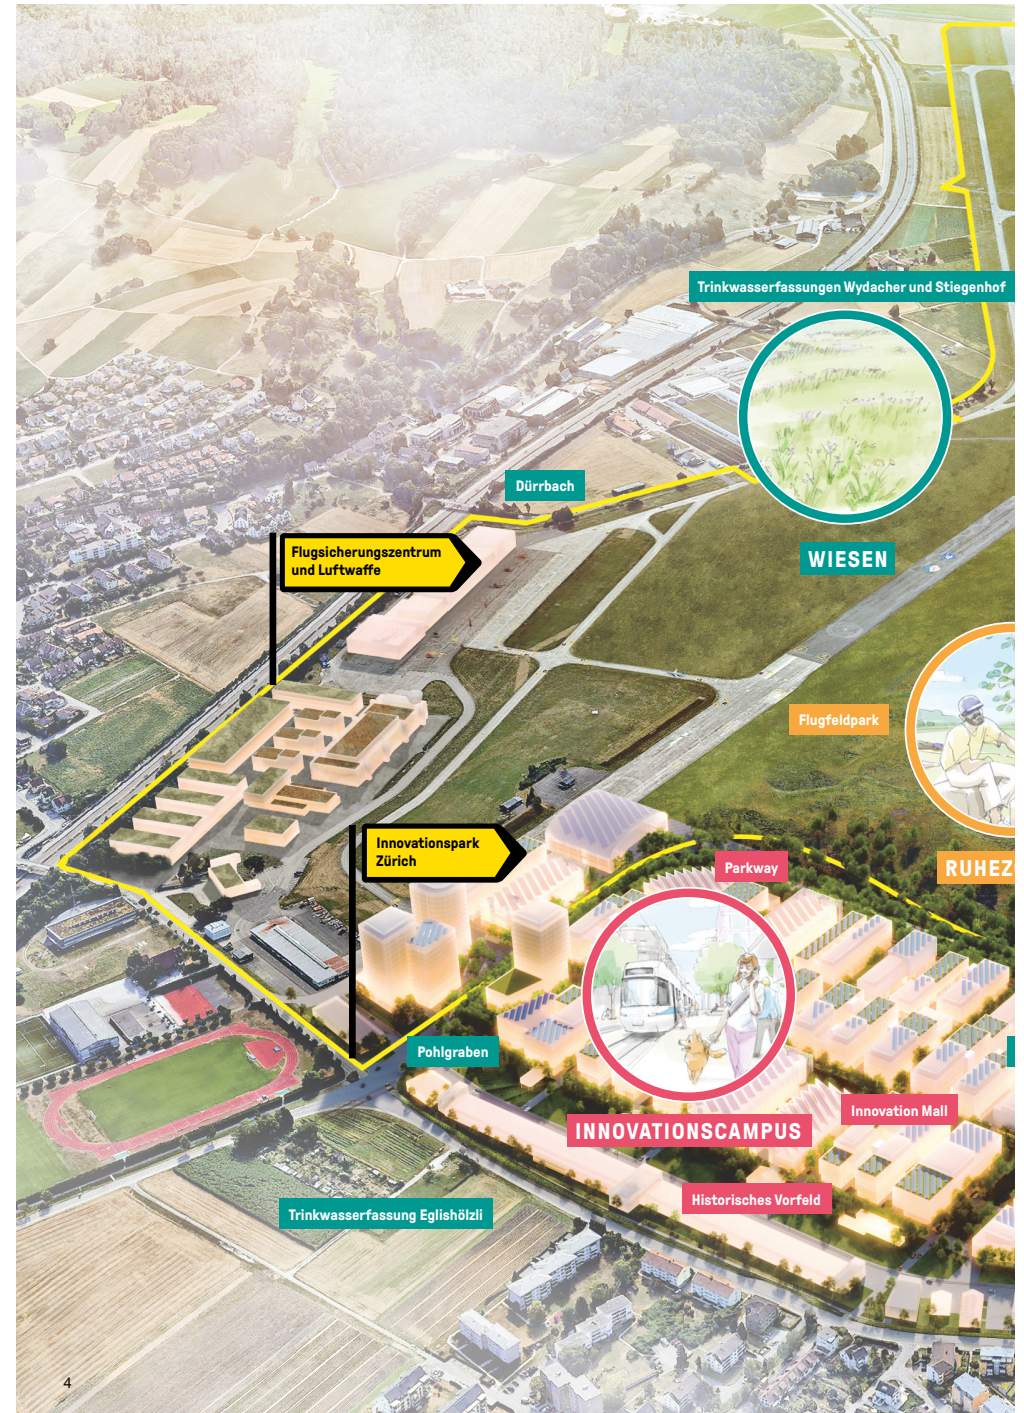 Trinkwasserfassungen Wydacher und Stiegenhof
Dürrbach
WIESEN
Flugsicherungszentrum
und Luftwaffe
Flugfeldpark
Innovationspark
Zürich
Parkway
RUHEZ
Pohlgraben
Innovation Mall
INNOVATIONSCAMPUS
Historisches Vorfeld
Trinkwasserfassung Eglishölzli
4